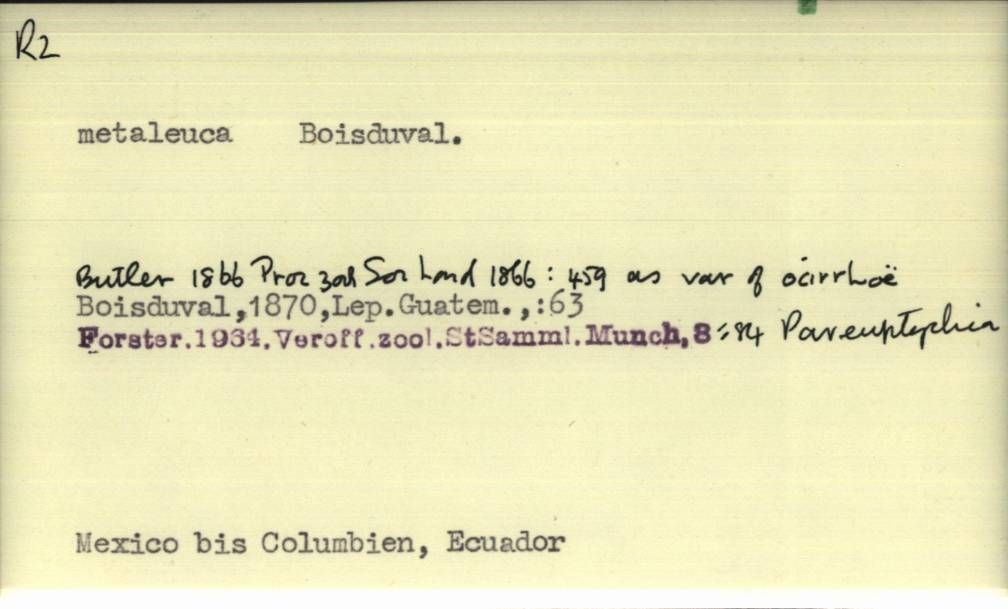 R2
metaleuca Boisduval.
Butler 1866 Proc zool Soc Lond 1866 : 459 as var of ocirrhoë
Boisduval,1870,Lep.Guatem.,:63
Forster.1964.Veroff.zool.StSamml.Munch,8:84 Pareuptychia
Mexico bis Columbien, Ecuador